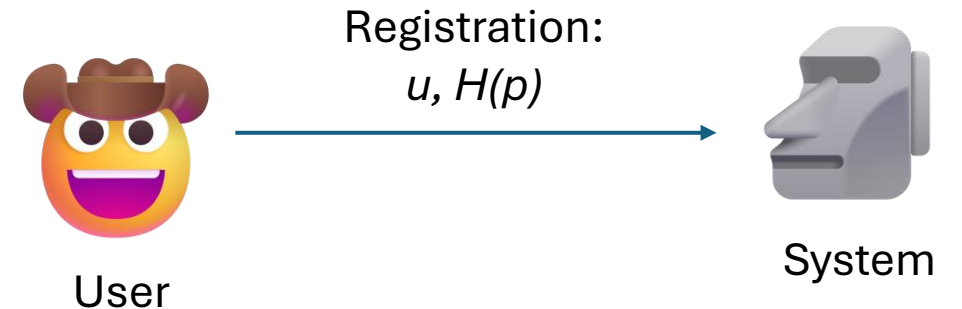 Registration:
u, H(p)
System
User